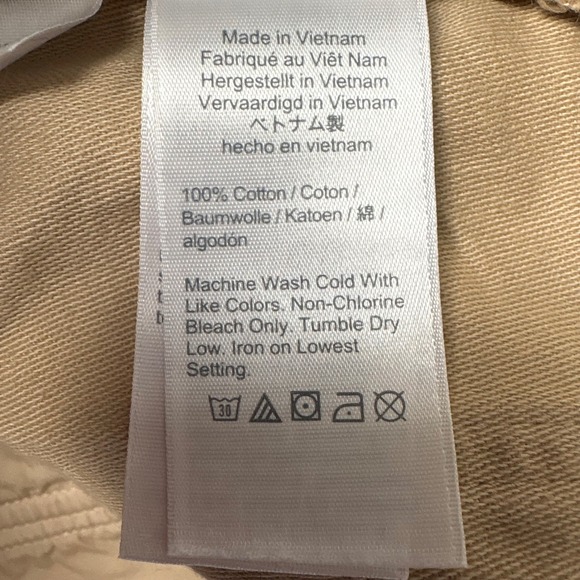 Made in Vietnam
Fabriqué au Viêt Nam
Hergestellt in Vietnam
Vervaardigd in Vietnam
ベトナム製
hecho en vietnam
100% Cotton / Coton /
Baumwolle / Katoen / 綿 /
algodón
Machine Wash Cold With
Like Colors. Non-Chlorine
Bleach Only. Tumble Dry
Low. Iron on Lowest
Setting.
30